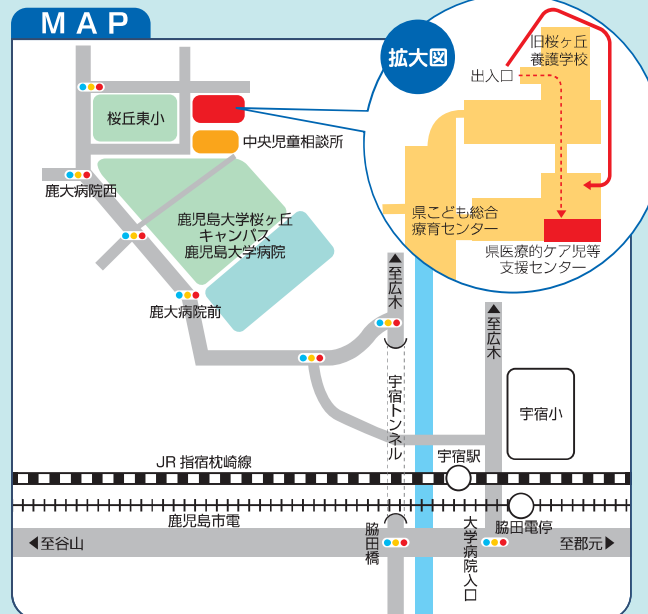 MAP
拡大図
旧桜ヶ丘
養護学校
出入口
県こども総合
療育センター
県医療的ケア児等
支援センター
桜丘東小
中央児童相談所
鹿大病院西
鹿児島大学桜ヶ丘
キャンパス
鹿児島大学病院
鹿大病院前
至広木
至広木
宇宿トンネル
宇宿小
宇宿駅
JR 指宿枕崎線
鹿児島市電
脇田電停
脇田橋
大学病院入口
至谷山
至郡元